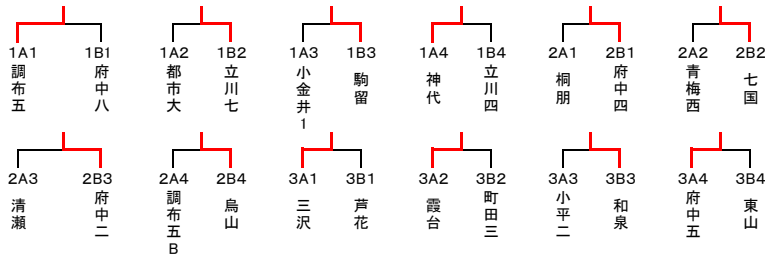 1A1 1B1 1A2 1B2 1A3 1B3 1A4 1B4 2A1 2B1 2A2 2B2
調布五 府中八 都市大 立川七 小金井1 駒留 神代 立川四 桐朋 府中四 青梅西 七国
2A3 2B3 2A4 2B4 3A1 3B1 3A2 3B2 3A3 3B3 3A4 3B4
清瀬 府中二 調布五B 烏山 三沢 芦花 霞台 町田三 小平二 和泉 府中五 東山